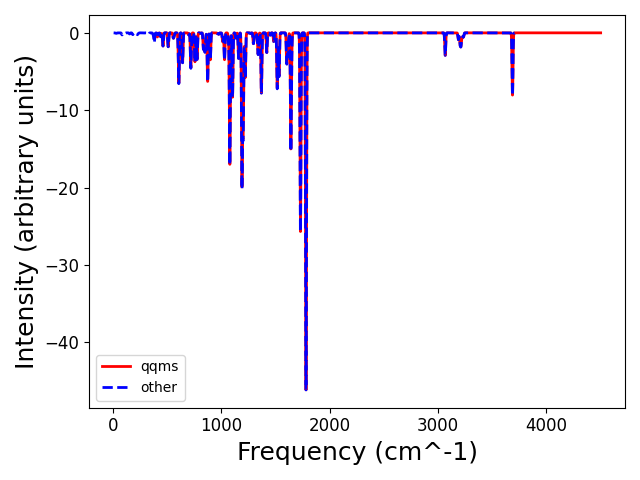 0
−10
−20
−30
−40
Intensity (arbitrary units)
qqms
other
0 1000 2000 3000 4000
Frequency (cm^-1)